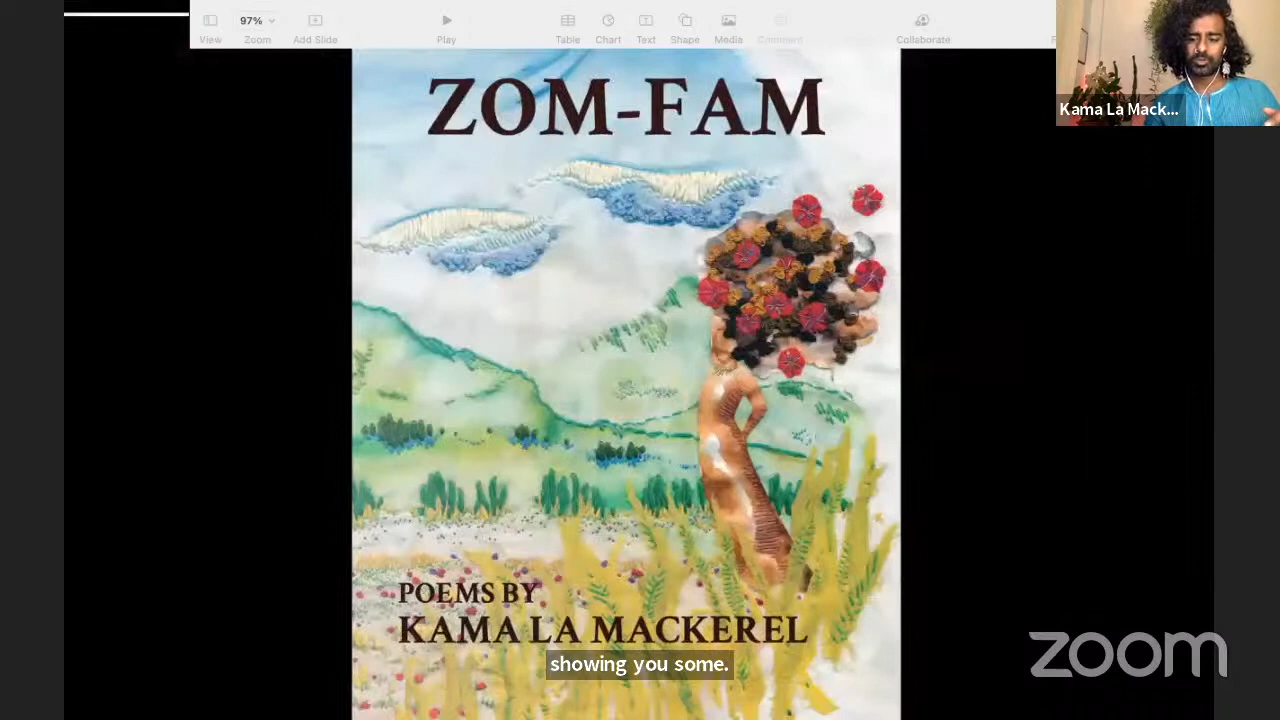 97%
View
Zoom
Add Slide
Play
Table
Chart
Text
Shape
Media
Comment
Collaborate
Kama La Mack...
ZOM-FAM
POEMS BY
KAMA LA MACKEREL
showing you some.
zoom